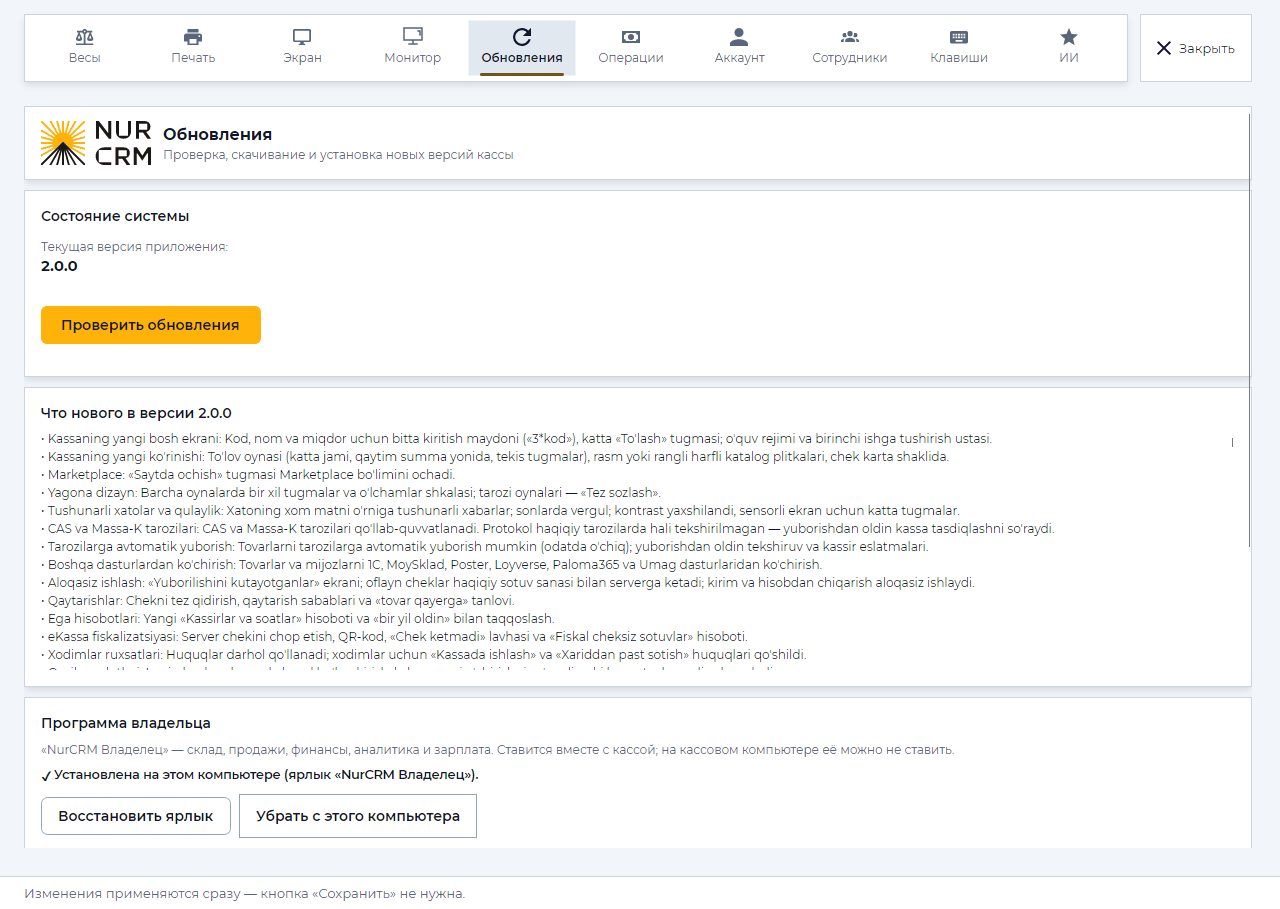 Весы
Печать
Экран
Монитор
Обновления
Операции
Аккаунт
Сотрудники
Клавиши
ИИ
Закрыть
NUR CRM
Обновления
Проверка, скачивание и установка новых версий кассы
Состояние системы
Текущая версия приложения:
2.0.0
Проверить обновления
Что нового в версии 2.0.0
• Kassaning yangi bosh ekrani: Kod, nom va miqdor uchun bitta kiritish maydoni («3*kod»), katta «To'lash» tugmasi; o'quv rejimi va birinchi ishga tushirish ustasi.
• Kassaning yangi ko'rinishi: To'lov oynasi (katta jami, qaytim summa yonida, tekis tugmalar), rasm yoki rangli harfli katalog plitkalari, chek karta shaklida.
• Marketplace: «Saytda ochish» tugmasi Marketplace bo'limini ochadi.
• Yagona dizayn: Barcha oynalarda bir xil tugmalar va o'lchamlar shkalasi; tarozi oynalari — «Tez sozlash».
• Tushunarli xatolar va qulaylik: Xatoning xom matni o'rniga tushunarli xabarlar; sonlarda vergul; kontrast yaxshilandi, sensorli ekran uchun katta tugmalar.
• CAS va Massa-K tarozilari: CAS va Massa-K tarozilari qo'llab-quvvatlanadi. Protokol haqiqiy tarozilarda hali tekshirilmagan — yuborishdan oldin kassa tasdiqlashni so'raydi.
• Tarozilarga avtomatik yuborish: Tovarlarni tarozilarga avtomatik yuborish mumkin (odatda o'chiq); yuborishdan oldin tekshiruv va kassir eslatmalari.
• Boshqa dasturlardan ko'chirish: Tovarlar va mijozlarni 1C, MoySklad, Poster, Loyverse, Paloma365 va Umag dasturlaridan ko'chirish.
• Aloqasiz ishlash: «Yuborilishini kutayotganlar» ekrani; oflayn cheklar haqiqiy sotuv sanasi bilan serverga ketadi; kirim va hisobdan chiqarish aloqasiz ishlaydi.
• Qaytarishlar: Chekni tez qidirish, qaytarish sabablari va «tovar qayerga» tanlovi.
• Ega hisobotlari: Yangi «Kassirlar va soatlar» hisoboti va «bir yil oldin» bilan taqqoslash.
• eKassa fiskalizatsiyasi: Server chekini chop etish, QR-kod, «Chek ketmadi» lavhasi va «Fiskal cheksiz sotuvlar» hisoboti.
• Xodimlar ruxsatlari: Huquqlar darhol qo'llanadi; xodimlar uchun «Kassada ishlash» va «Xariddan past sotish» huquqlari qo'shildi.
Программа владельца
«NurCRM Владелец» — склад, продажи, финансы, аналитика и зарплата. Ставится вместе с кассой; на кассовом компьютере её можно не ставить.
✓ Установлена на этом компьютере (ярлык «NurCRM Владелец»).
Восстановить ярлык
Убрать с этого компьютера
Изменения применяются сразу — кнопка «Сохранить» не нужна.